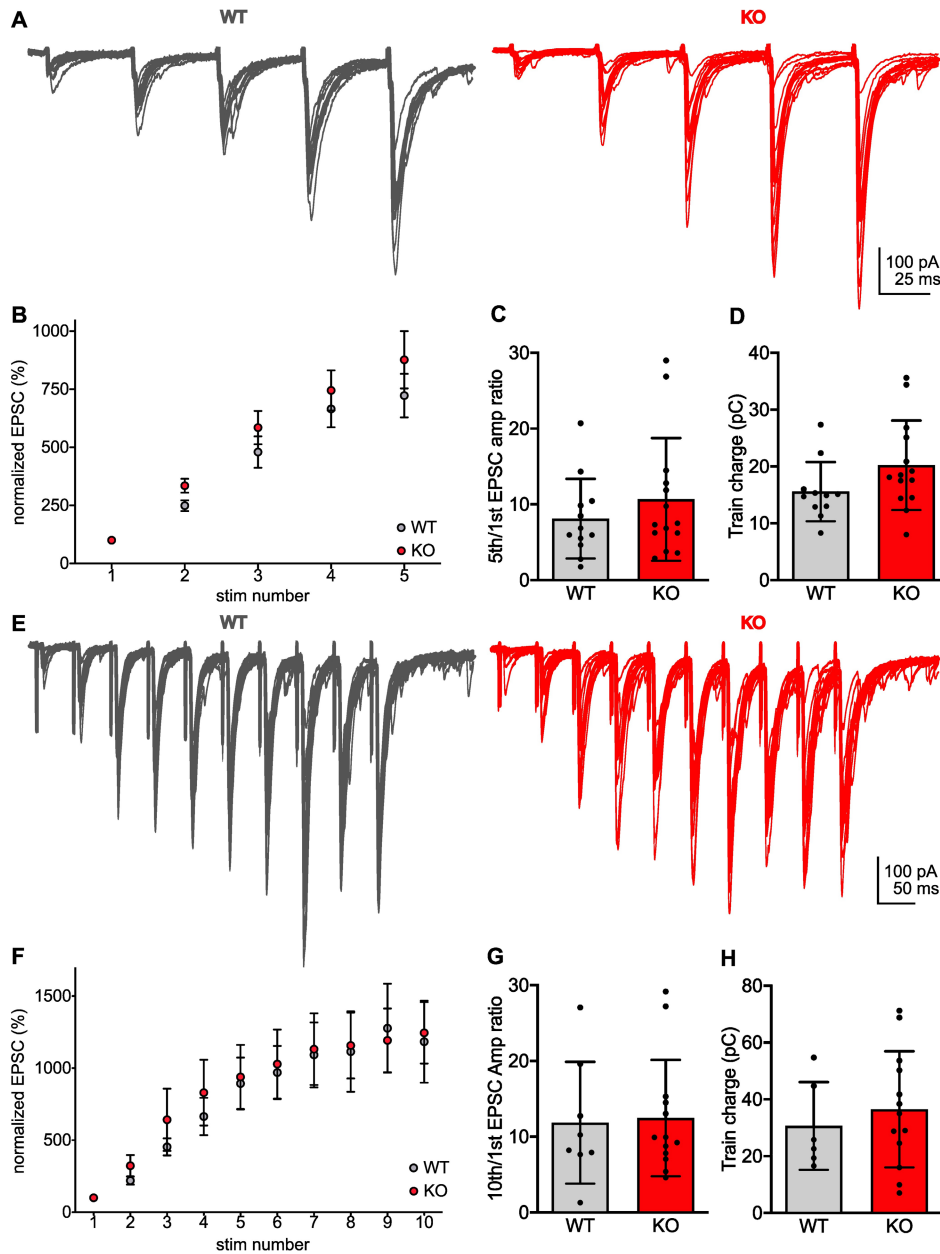 A
WT
KO
100 pA
25 ms
B
normalized EPSC (%)
1000
750
500
250
0
1 2 3 4 5
stim number
WT
KO
C
5th/1st EPSC amp ratio
30
20
10
0
WT KO
D
Train charge (pC)
40
30
20
10
0
WT KO
E
WT
KO
100 pA
50 ms
F
normalized EPSC (%)
1500
1000
500
0
1 2 3 4 5 6 7 8 9 10
stim number
WT
KO
G
10th/1st EPSC Amp ratio
30
20
10
0
WT KO
H
Train charge (pC)
80
60
40
20
0
WT KO